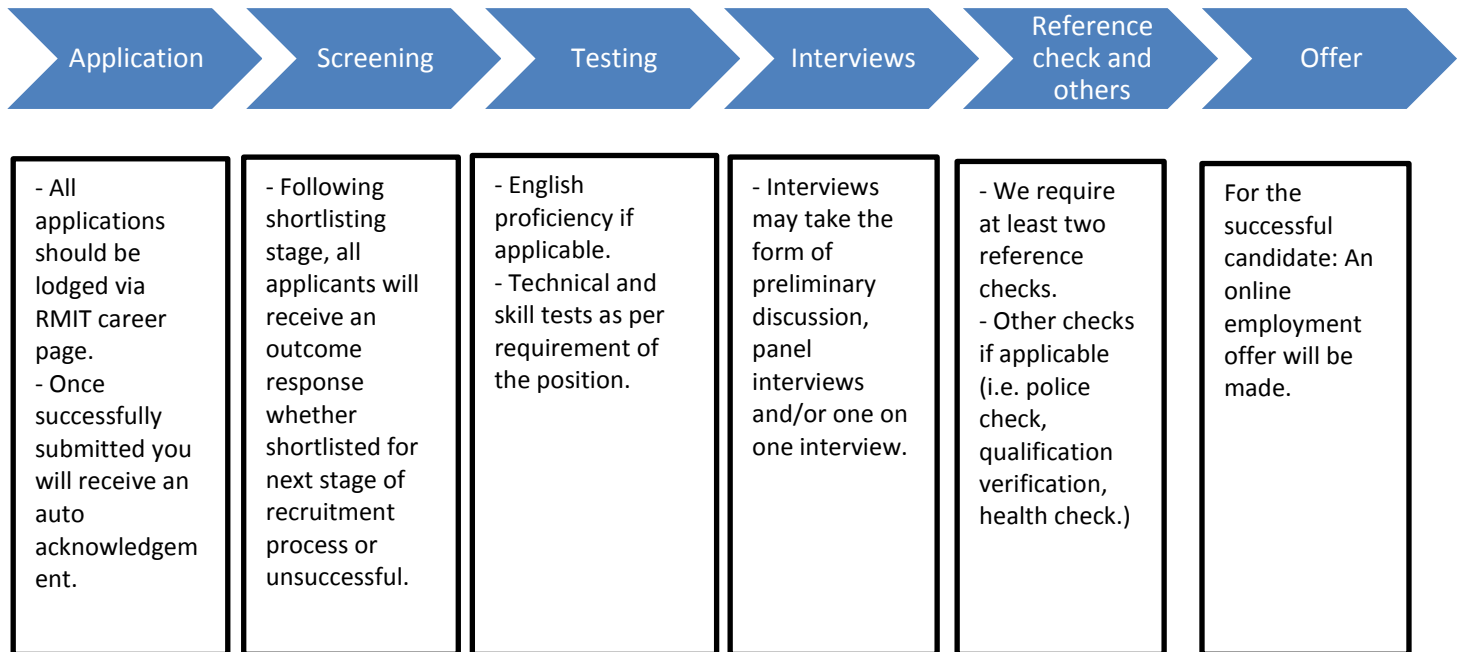 Application
Screening
Testing
Interviews
Reference
check and
others
Offer
- All
applications
should be
lodged via
RMIT career
page.
- Once
successfully
submitted you
will receive an
auto
acknowledgem
ent.
- Following
shortlisting
stage, all
applicants will
receive an
outcome
response
whether
shortlisted for
next stage of
recruitment
process or
unsuccessful.
- English
proficiency if
applicable.
- Technical and
skill tests as per
requirement of
the position.
- Interviews
may take the
form of
preliminary
discussion,
panel
interviews
and/or one on
one interview.
- We require
at least two
reference
checks.
- Other checks
if applicable
(i.e. police
check,
qualification
verification,
health check.)
For the
successful
candidate: An
online
employment
offer will be
made.